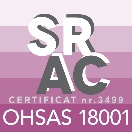 SR
AC
CERTIFICAT nr.3499
OHSAS 18001